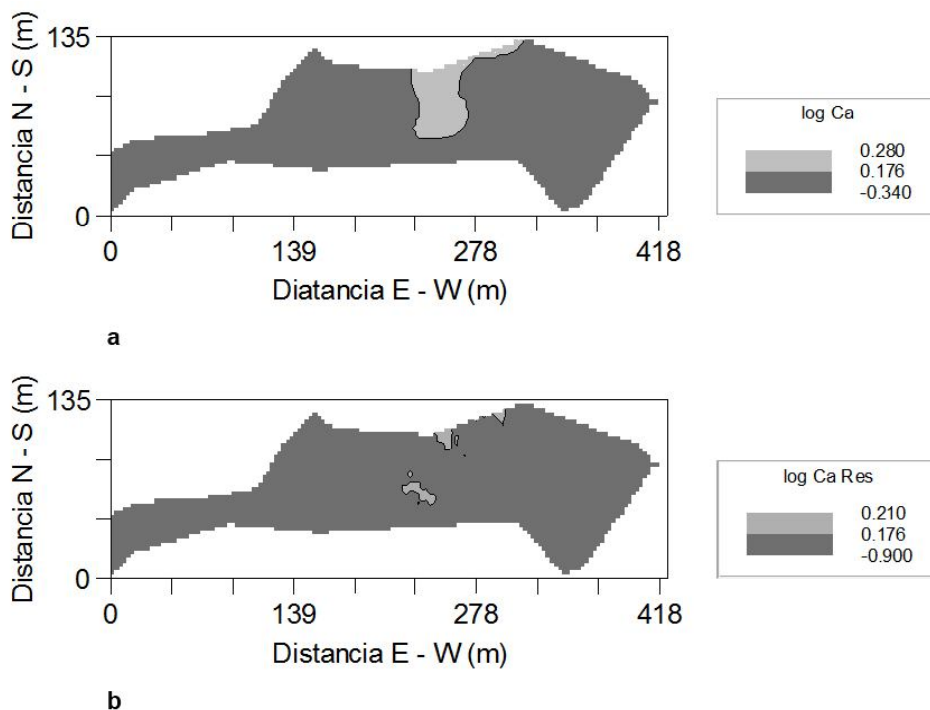 Distancia N - S (m)
135
0
0
139
278
418
Diatancia E - W (m)
log Ca
0.280
0.176
-0.340
a
Distancia N - S (m)
135
0
0
139
278
418
Distancia E - W (m)
log Ca Res
0.210
0.176
-0.900
b